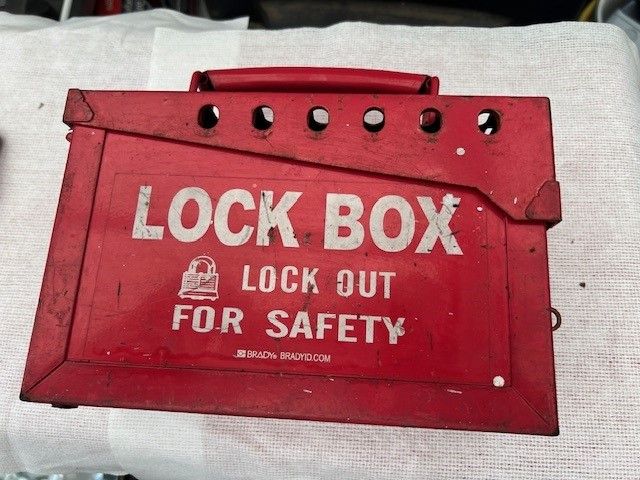 LOCK BOX
LOCK OUT
FOR SAFETY
BRADY® BRADYID.COM